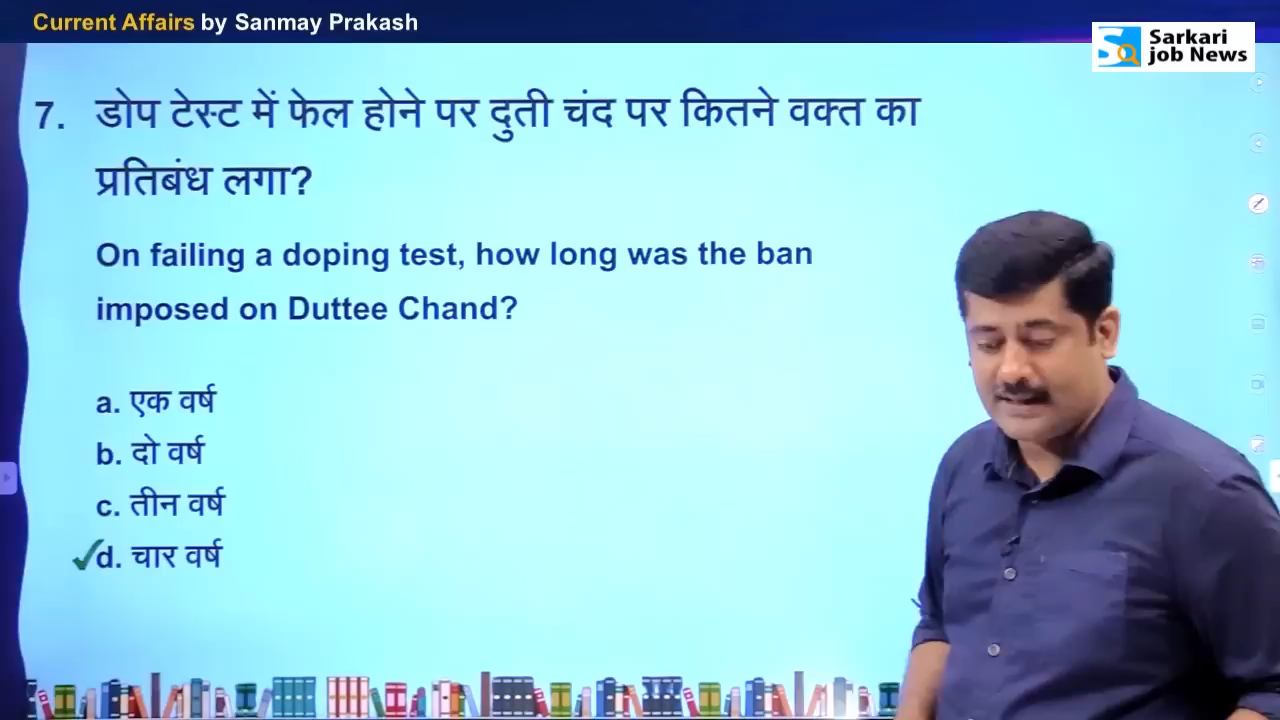 Current Affairs by Sanmay Prakash
Sarkari
Job News
7. डोप टेस्ट में फेल होने पर दुती चंद पर कितने वक्त का
प्रतिबंध लगा?
On failing a doping test, how long was the ban
imposed on Duttee Chand?
a. एक वर्ष
b. दो वर्ष
c. तीन वर्ष
d. चार वर्ष